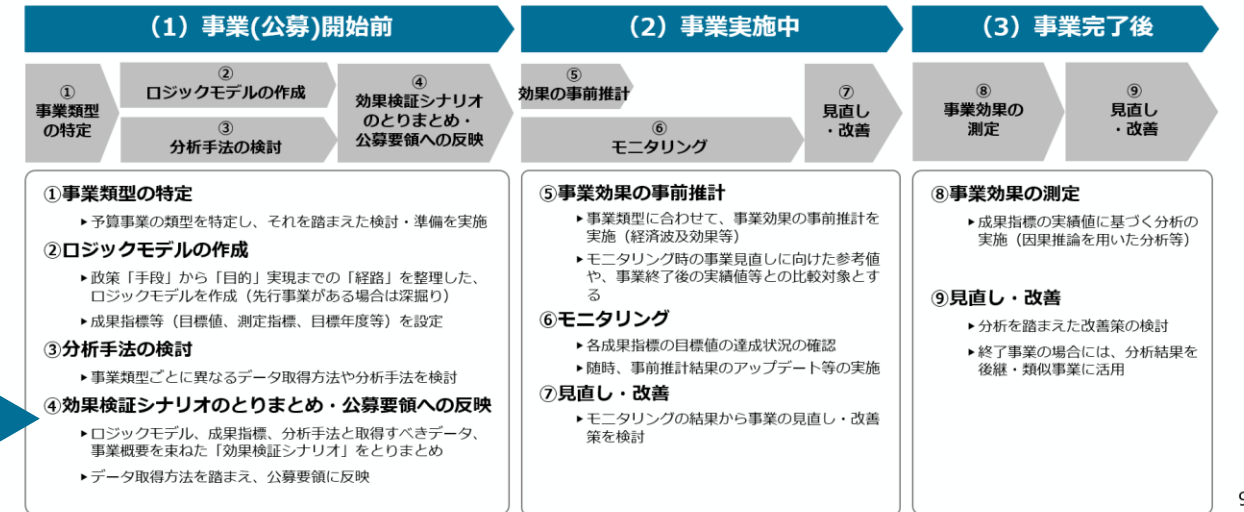 （1）事業(公募)開始前
（2）事業実施中
（3）事業完了後
①
事業類型
の特定
②
ロジックモデルの作成
③
分析手法の検討
④
効果検証シナリオ
のとりまとめ・
公募要領への反映
⑤
効果の事前推計
⑥
モニタリング
⑦
見直し
・改善
⑧
事業効果の
測定
⑨
見直し
・改善
①事業類型の特定
▸予算事業の類型を特定し、それを踏まえた検討・準備を実施
②ロジックモデルの作成
▸政策「手段」から「目的」実現までの「経路」を整理した、
ロジックモデルを作成（先行事業がある場合は深掘り）
▸成果指標等（目標値、測定指標、目標年度等）を設定
③分析手法の検討
▸事業類型ごとに異なるデータ取得方法や分析手法を検討
④効果検証シナリオのとりまとめ・公募要領への反映
▸ロジックモデル、成果指標、分析手法と取得すべきデータ、
事業概要を束ねた「効果検証シナリオ」をとりまとめ
▸データ取得方法を踏まえ、公募要領に反映
⑤事業効果の事前推計
▸事業類型に合わせて、事業効果の事前推計を
実施（経済波及効果等）
▸モニタリング時の事業見直しに向けた参考値
や、事業終了後の実績値等との比較対象とす
る
⑥モニタリング
▸各成果指標の目標値の達成状況の確認
▸随時、事前推計結果のアップデート等の実施
⑦見直し・改善
▸モニタリングの結果から事業の見直し・改善
策を検討
⑧事業効果の測定
▸成果指標の実績値に基づく分析の
実施（因果推論を用いた分析等）
⑨見直し・改善
▸分析を踏まえた改善策の検討
▸終了事業の場合には、分析結果を
後継・類似事業に活用